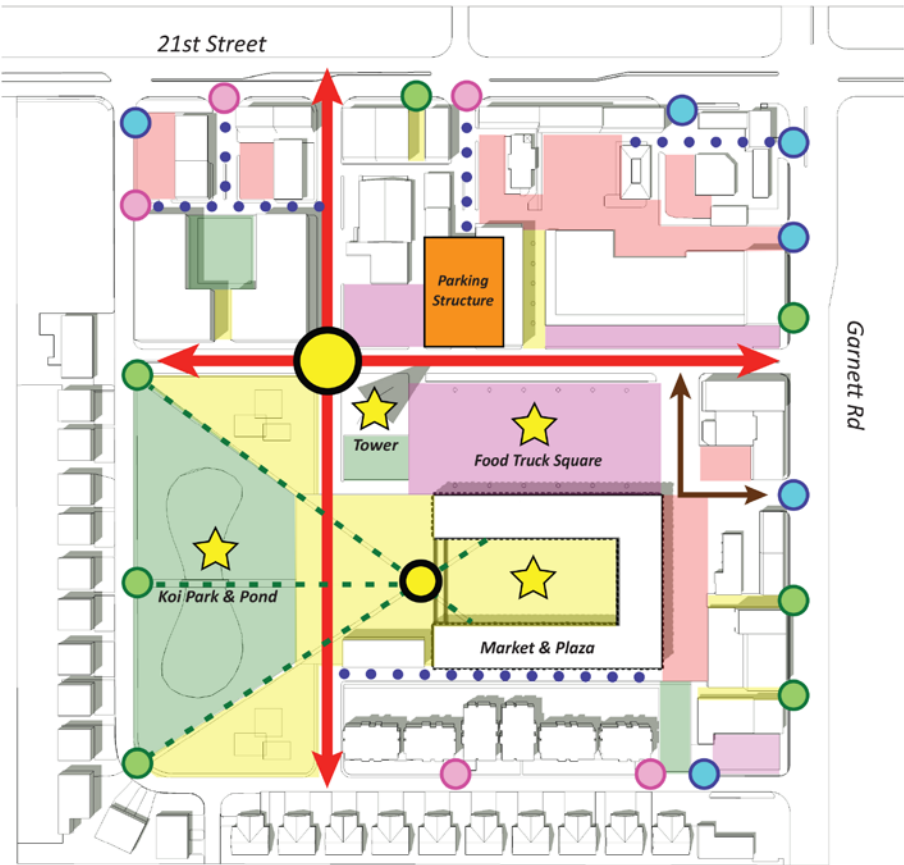 21st Street
Parking
Structure
Garnett Rd
Tower
Food Truck Square
Koi Park & Pond
Market & Plaza